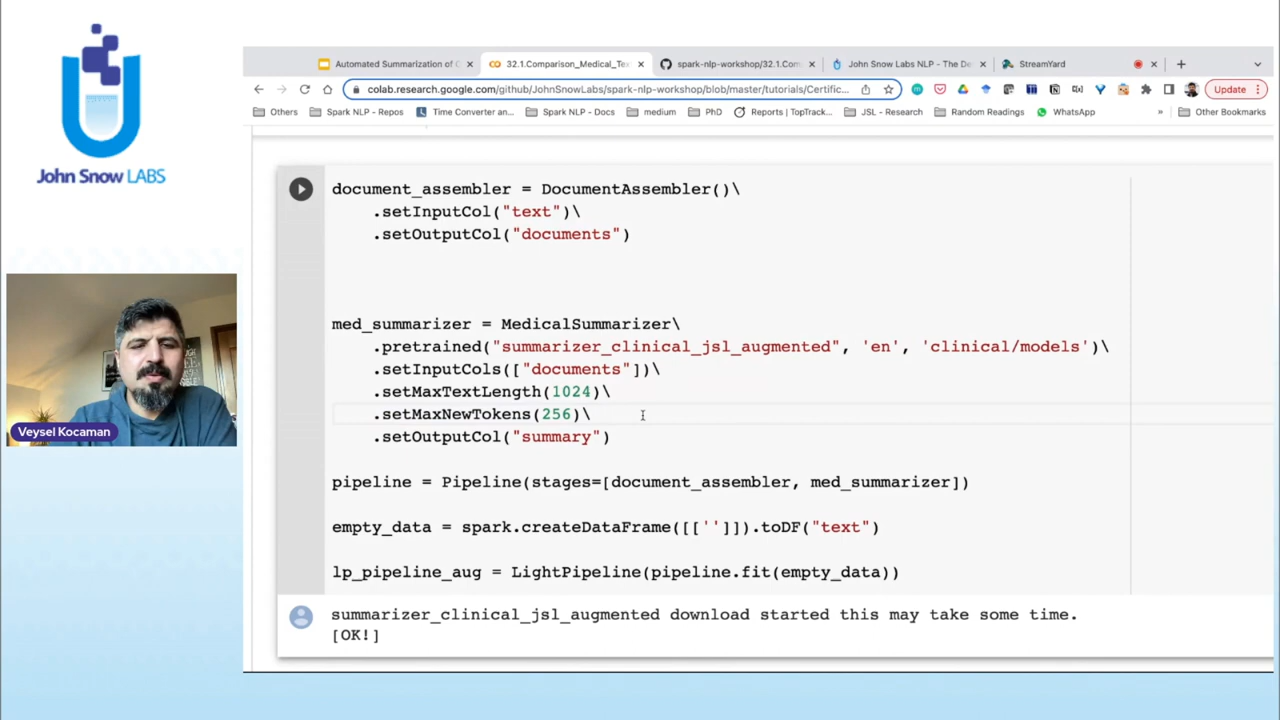 John Snow LABS
Automated Summarization of C
32.1.Comparison_Medical_Te
spark-nlp-workshop/32.1.Com
John Snow Labs NLP - The De
StreamYard
colab.research.google.com/github/JohnSnowLabs/spark-nlp-workshop/blob/master/tutorials/Certific...
Update
Others
Spark NLP - Repos
Time Converter an...
Spark NLP - Docs
medium
PhD
Reports | TopTrack...
JSL - Research
Random Readings
WhatsApp
»
Other Bookmarks
document_assembler = DocumentAssembler()\
.setInputCol("text")\
.setOutputCol("documents")
med_summarizer = MedicalSummarizer\
.pretrained("summarizer_clinical_jsl_augmented", 'en', 'clinical/models')\
.setInputCols(["documents"])\
.setMaxTextLength(1024)\
.setMaxNewTokens(256)\
.setOutputCol("summary")
pipeline = Pipeline(stages=[document_assembler, med_summarizer])
empty_data = spark.createDataFrame([['']]).toDF("text")
lp_pipeline_aug = LightPipeline(pipeline.fit(empty_data))
summarizer_clinical_jsl_augmented download started this may take some time.
[OK!]
Veysel Kocaman